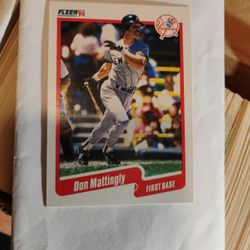 FLEER 90
Don Mattingly
FIRST BASE